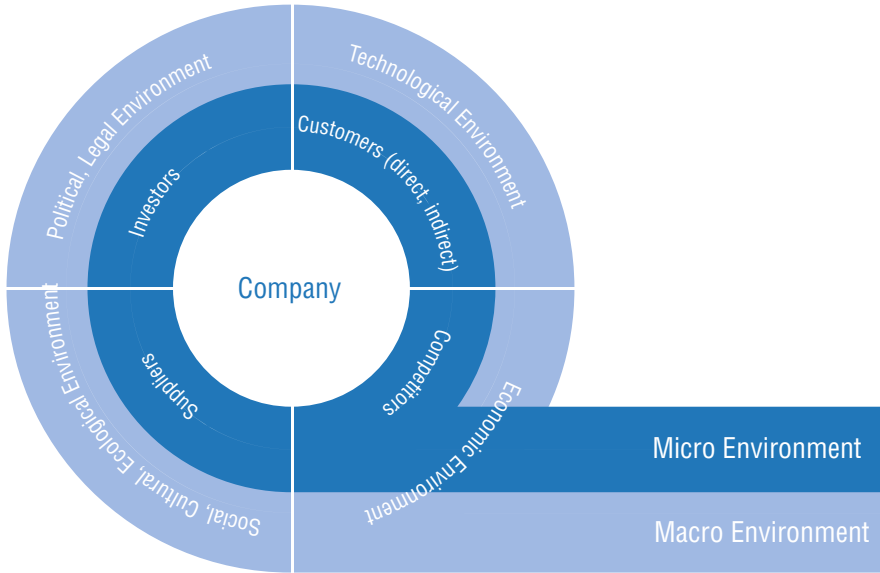 Political, Legal Environment
Technological Environment
Investors
Customers (direct, indirect)
Company
Suppliers
Competitors
Social, Cultural, Ecological Environment
Economic Environment
Micro Environment
Macro Environment